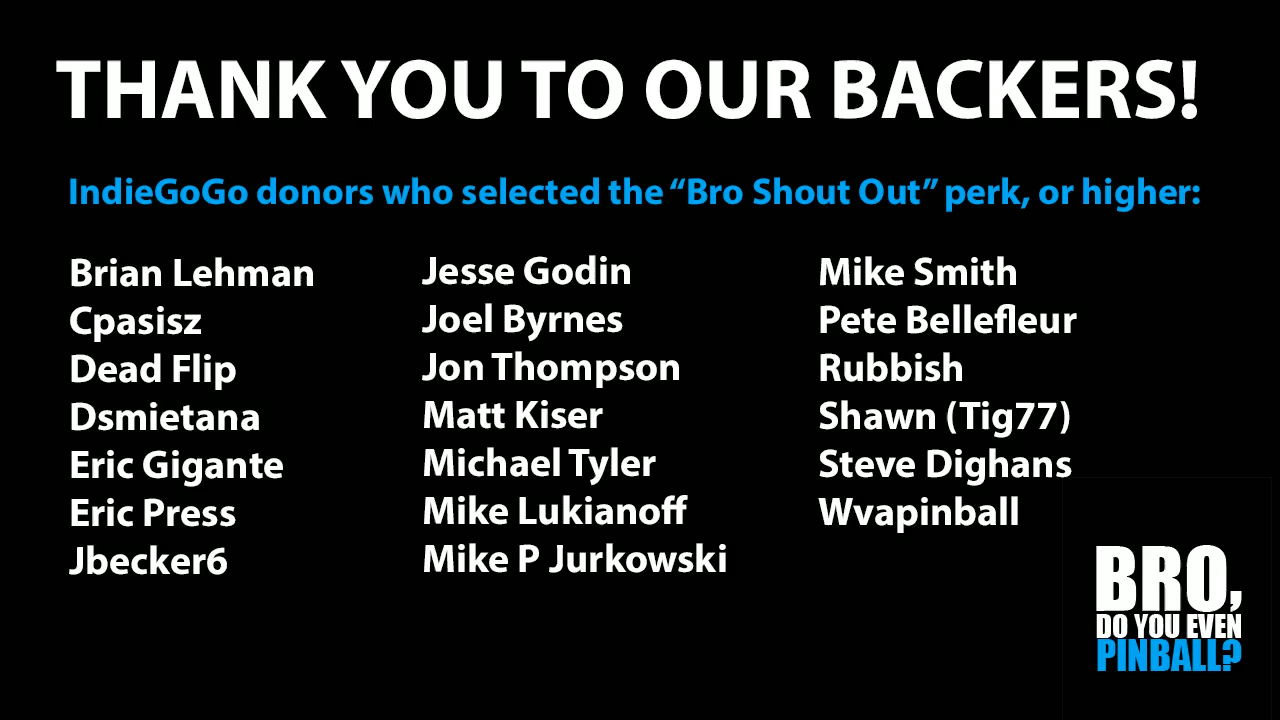 THANK YOU TO OUR BACKERS!
IndieGoGo donors who selected the “Bro Shout Out” perk, or higher:
Brian Lehman
Cpasisz
Dead Flip
Dsmietana
Eric Gigante
Eric Press
Jbecker6
Jesse Godin
Joel Byrnes
Jon Thompson
Matt Kiser
Michael Tyler
Mike Lukianoff
Mike P Jurkowski
Mike Smith
Pete Bellefleur
Rubbish
Shawn (Tig77)
Steve Dighans
Wvapinball
BRO,
DO YOU EVEN
PINBALL?